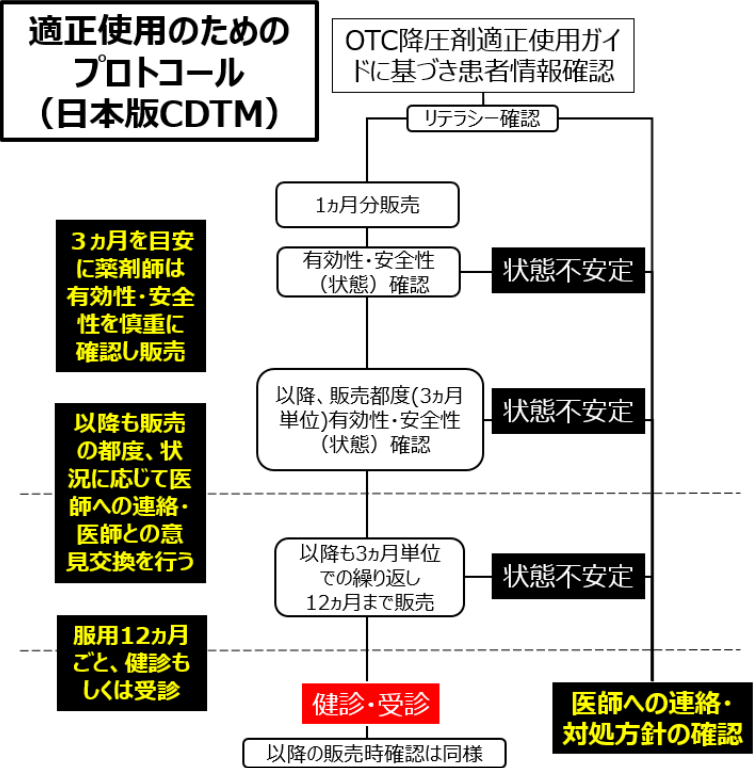 適正使用のための
プロトコール
（日本版CDTM）
OTC降圧剤適正使用ガイ
ドに基づき患者情報確認
リテラシー確認
1ヵ月分販売
３ヵ月を目安
に薬剤師は
有効性・安全
性を慎重に
確認し販売
有効性・安全性
（状態）確認
状態不安定
以降、販売都度(3ヵ月
単位)有効性・安全性
（状態）確認
状態不安定
以降も販売
の都度、状
況に応じて医
師への連絡・
医師との意
見交換を行う
以降も3ヵ月単位
での繰り返し
12ヵ月まで販売
状態不安定
服用12ヵ月
ごと、健診も
しくは受診
健診・受診
医師への連絡・
対処方針の確認
以降の販売時確認は同様